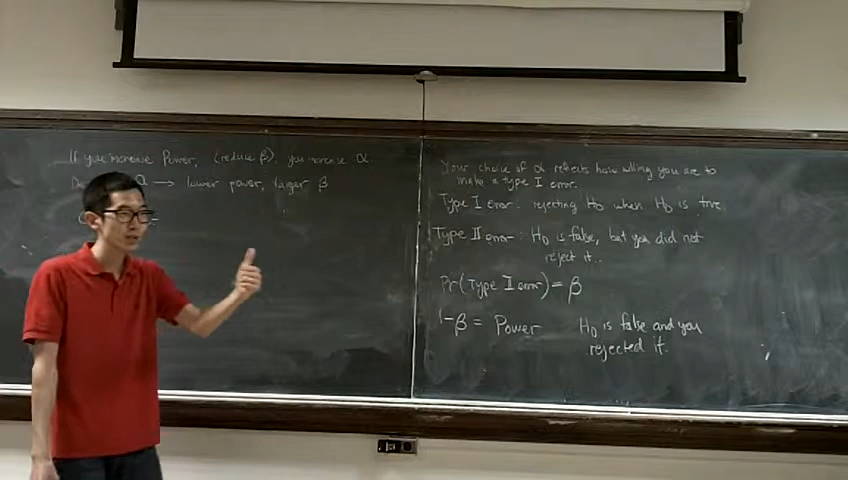 If you increase Power, (reduce β), you increase α
α → lower power, larger β
Your choice of α reflects how willing you are to
make a type I error.
Type I error: rejecting H0 when H0 is true
Type II error: H0 is false, but you did not
reject it.
Pr(Type II error) = β
1-β = Power
H0 is false and you
rejected it.